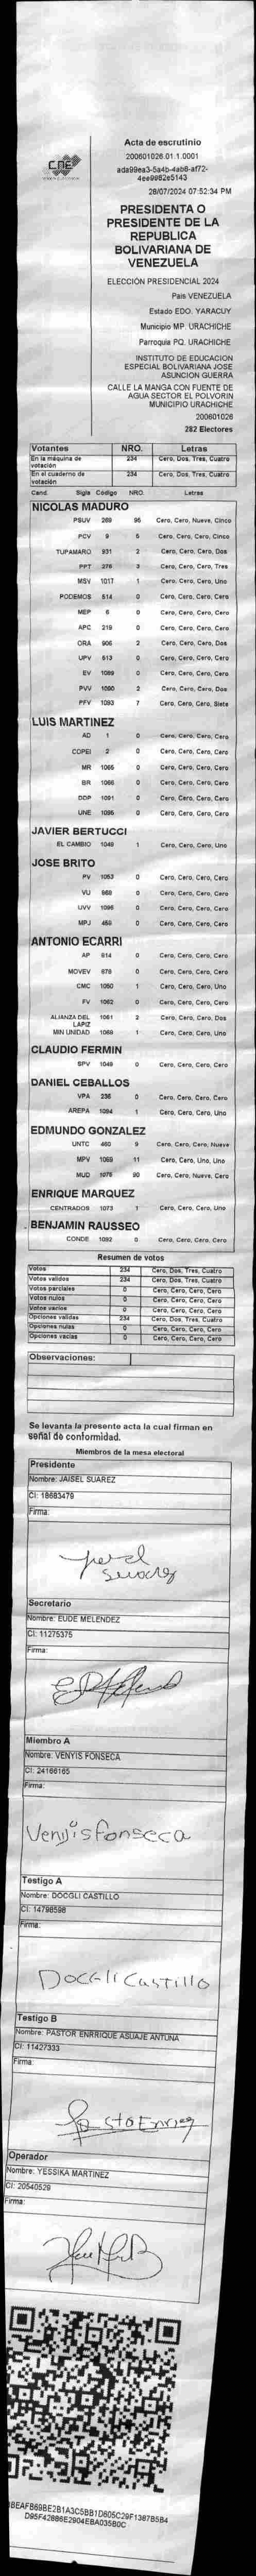 CNE
Acta de escrutinio
200601026.01.1.0001
ada99ea3-5a4b-4ab8-af72-
4ee9982e5143
28/07/2024 07:52:34 PM
PRESIDENTA O
PRESIDENTE DE LA
REPUBLICA
BOLIVARIANA DE
VENEZUELA
ELECCIÓN PRESIDENCIAL 2024
Pais VENEZUELA
Estado EDO. YARACUY
Municipio MP. URACHICHE
Parroquia PQ. URACHICHE
INSTITUTO DE EDUCACION
ESPECIAL BOLIVARIANA JOSE
ASUNCION GUERRA
CALLE LA MANGA CON FUENTE DE
AGUA SECTOR EL POLVORIN
MUNICIPIO URACHICHE
200601026
282 Electores
Votantes NRO. Letras
En la máquina de votación 234 Cero, Dos, Tres, Cuatro
En el cuaderno de votación 234 Cero, Dos, Tres, Cuatro
Cand. Sigla Código NRO. Letras
NICOLAS MADURO
PSUV 269 95 Cero, Cero, Nueve, Cinco
PCV 9 5 Cero, Cero, Cero, Cinco
TUPAMARO 931 2 Cero, Cero, Cero, Dos
PPT 276 3 Cero, Cero, Cero, Tres
MSV 1017 1 Cero, Cero, Cero, Uno
PODEMOS 514 0 Cero, Cero, Cero, Cero
MEP 6 0 Cero, Cero, Cero, Cero
APC 219 0 Cero, Cero, Cero, Cero
ORA 906 2 Cero, Cero, Cero, Dos
UPV 613 0 Cero, Cero, Cero, Cero
EV 1089 0 Cero, Cero, Cero, Cero
PVV 1090 2 Cero, Cero, Cero, Dos
PFV 1093 7 Cero, Cero, Cero, Siete
LUIS MARTINEZ
AD 1 0 Cero, Cero, Cero, Cero
COPEI 2 0 Cero, Cero, Cero, Cero
MR 1065 0 Cero, Cero, Cero, Cero
BR 1066 0 Cero, Cero, Cero, Cero
DDP 1091 0 Cero, Cero, Cero, Cero
UNE 1095 0 Cero, Cero, Cero, Cero
JAVIER BERTUCCI
EL CAMBIO 1049 1 Cero, Cero, Cero, Uno
JOSE BRITO
PV 1053 0 Cero, Cero, Cero, Cero
VU 968 0 Cero, Cero, Cero, Cero
UVV 1096 0 Cero, Cero, Cero, Cero
MPJ 460 0 Cero, Cero, Cero, Cero
ANTONIO ECARRI
AP 614 0 Cero, Cero, Cero, Cero
MOVEV 879 0 Cero, Cero, Cero, Cero
CMC 1050 1 Cero, Cero, Cero, Uno
FV 1062 0 Cero, Cero, Cero, Cero
ALIANZA DEL LAPIZ 1061 2 Cero, Cero, Cero, Dos
MIN UNIDAD 1068 1 Cero, Cero, Cero, Uno
CLAUDIO FERMIN
SPV 1048 0 Cero, Cero, Cero, Cero
DANIEL CEBALLOS
VPA 236 0 Cero, Cero, Cero, Cero
AREPA 1094 1 Cero, Cero, Cero, Uno
EDMUNDO GONZALEZ
UNTC 460 9 Cero, Cero, Cero, Nueve
MPV 1069 11 Cero, Cero, Uno, Uno
MUD 1078 90 Cero, Cero, Nueve, Cero
ENRIQUE MARQUEZ
CENTRADOS 1073 1 Cero, Cero, Cero, Uno
BENJAMIN RAUSSEO
CONDE 1092 0 Cero, Cero, Cero, Cero
Resumen de votos
Votos 234 Cero, Dos, Tres, Cuatro
Votos validos 234 Cero, Dos, Tres, Cuatro
Votos parciales 0 Cero, Cero, Cero, Cero
Votos nulos 0 Cero, Cero, Cero, Cero
Votos vacios 0 Cero, Cero, Cero, Cero
Opciones validas 234 Cero, Dos, Tres, Cuatro
Opciones nulas 0 Cero, Cero, Cero, Cero
Opciones vacias 0 Cero, Cero, Cero, Cero
Observaciones:
Se levanta la presente acta la cual firman en
señal de conformidad.
Miembros de la mesa electoral
Presidente
Nombre: JAISEL SUAREZ
CI: 18683479
Firma:
Secretario
Nombre: EUDE MELENDEZ
CI: 11275375
Firma:
Miembro A
Nombre: VENYIS FONSECA
CI: 24166165
Firma:
Venyis fonseca
Testigo A
Nombre: DOCGLI CASTILLO
CI: 14798598
Firma:
Docgli Castillo
Testigo B
Nombre: PASTOR ENRRIQUE ASUAJE ANTUNA
CI: 11427333
Firma:
Operador
Nombre: YESSIKA MARTINEZ
CI: 20540529
Firma:
8EAFB69BE2B1A3C5BB1D605C29F1387B5B4
D95F428B6E2904EBA035B0C